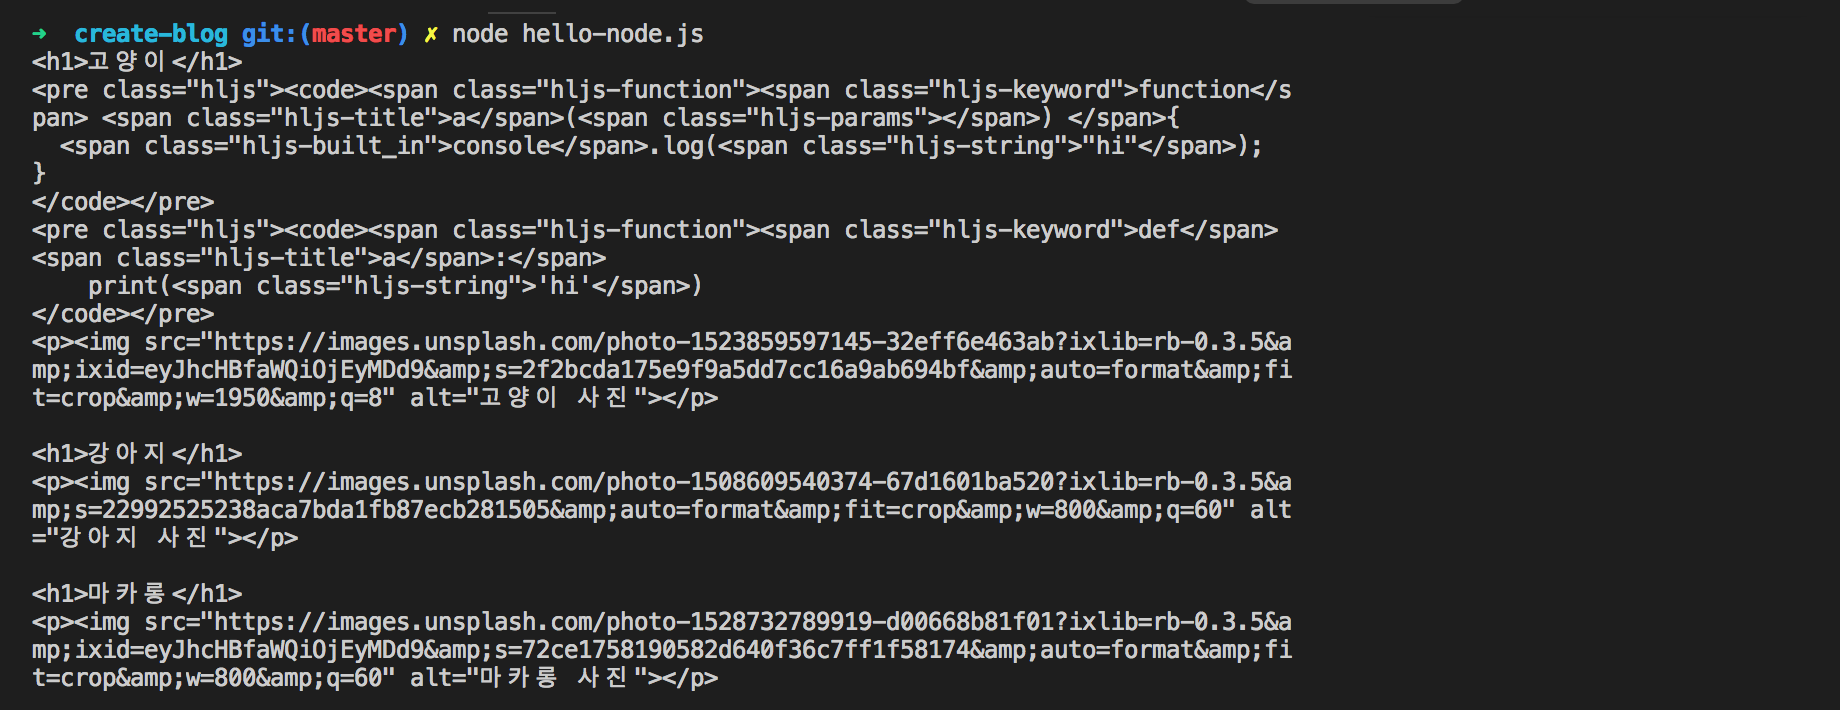 ➜  create-blog git:(master) ✗ node hello-node.js
<h1>고양이</h1>
<pre class="hljs"><code><span class="hljs-function"><span class="hljs-keyword">function</s
pan> <span class="hljs-title">a</span>(<span class="hljs-params"></span>) </span>{
  <span class="hljs-built_in">console</span>.log(<span class="hljs-string">"hi"</span>);
}
</code></pre>
<pre class="hljs"><code><span class="hljs-function"><span class="hljs-keyword">def</span>
<span class="hljs-title">a</span>:</span>
    print(<span class="hljs-string">'hi'</span>)
</code></pre>
<p><img src="https://images.unsplash.com/photo-1523859597145-32eff6e463ab?ixlib=rb-0.3.5&a
mp;ixid=eyJhcHBfaWQiOjEyMDd9&amp;s=2f2bcda175e9f9a5dd7cc16a9ab694bf&amp;auto=format&amp;fi
t=crop&amp;w=1950&amp;q=8" alt="고양이 사진"></p>

<h1>강아지</h1>
<p><img src="https://images.unsplash.com/photo-1508609540374-67d1601ba520?ixlib=rb-0.3.5&a
mp;s=22992525238aca7bda1fb87ecb281505&amp;auto=format&amp;fit=crop&amp;w=800&amp;q=60" alt
="강아지 사진"></p>

<h1>마카롱</h1>
<p><img src="https://images.unsplash.com/photo-1528732789919-d00668b81f01?ixlib=rb-0.3.5&a
mp;ixid=eyJhcHBfaWQiOjEyMDd9&amp;s=72ce1758190582d640f36c7ff1f58174&amp;auto=format&amp;fi
t=crop&amp;w=800&amp;q=60" alt="마카롱 사진"></p>